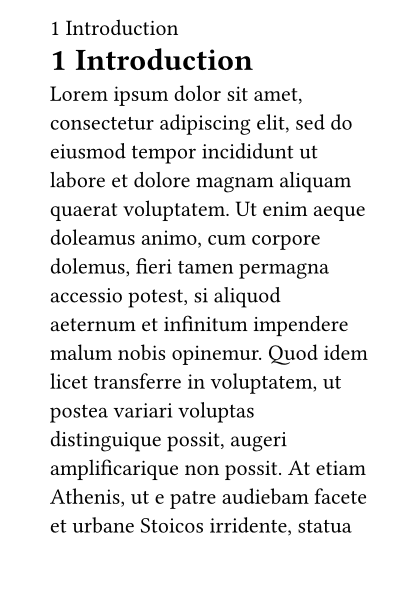 1 Introduction
1 Introduction
Lorem ipsum dolor sit amet,
consectetur adipiscing elit, sed do
eiusmod tempor incididunt ut
labore et dolore magnam aliquam
quaerat voluptatem. Ut enim aeque
doleamus animo, cum corpore
dolemus, fieri tamen permagna
accessio potest, si aliquod
aeternum et infinitum impendere
malum nobis opinemur. Quod idem
licet transferre in voluptatem, ut
postea variari voluptas
distinguique possit, augeri
amplificarique non possit. At etiam
Athenis, ut e patre audiebam facete
et urbane Stoicos irridente, statua